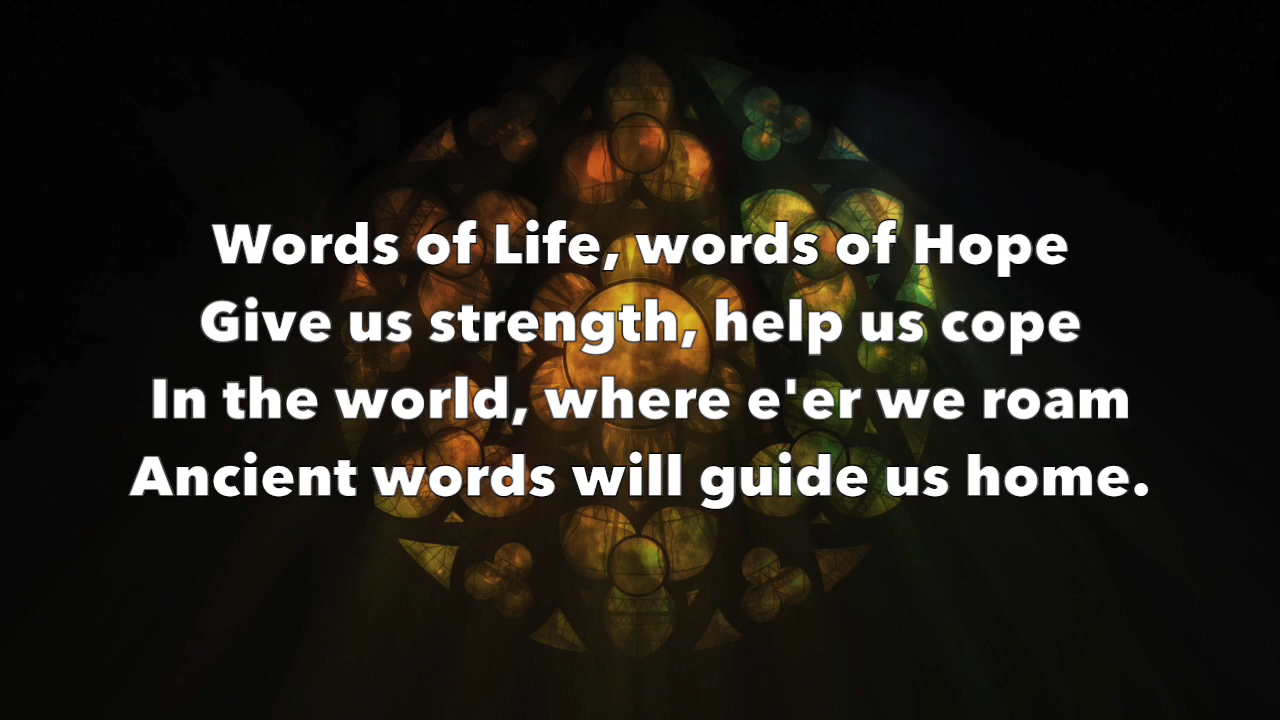 Words of Life, words of Hope
Give us strength, help us cope
In the world, where e'er we roam
Ancient words will guide us home.